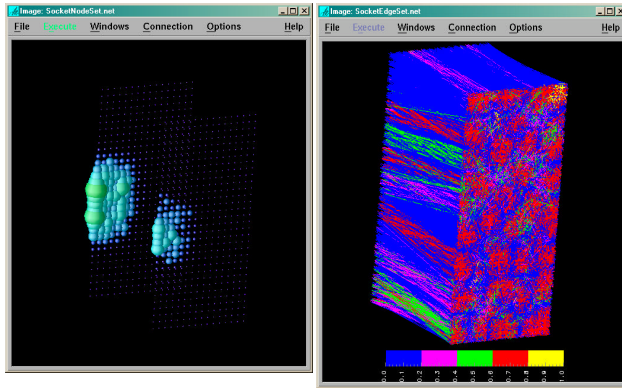 Image: SocketNodeSet.net
File Execute Windows Connection Options Help
Image: SocketEdgeSet.net
File Execute Windows Connection Options Help
0.0 0.1 0.2 0.3 0.4 0.5 0.6 0.7 0.8 0.9 1.0